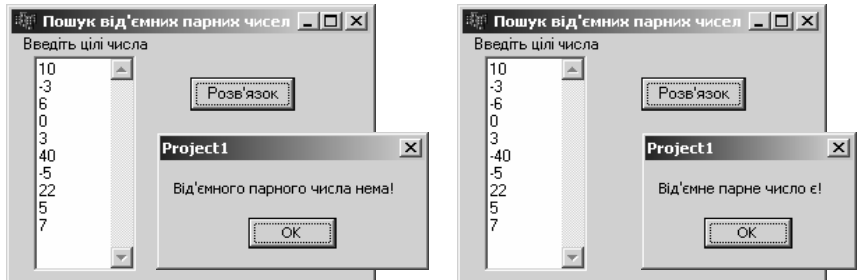 Пошук від'ємних парних чисел
Введіть цілі числа
10
-3
6
0
3
40
-5
22
5
7
Розв'язок
Project1
Від'ємного парного числа нема!
OK
Пошук від'ємних парних чисел
Введіть цілі числа
10
-3
-6
0
3
-40
-5
22
5
7
Розв'язок
Project1
Від'ємне парне число є!
OK